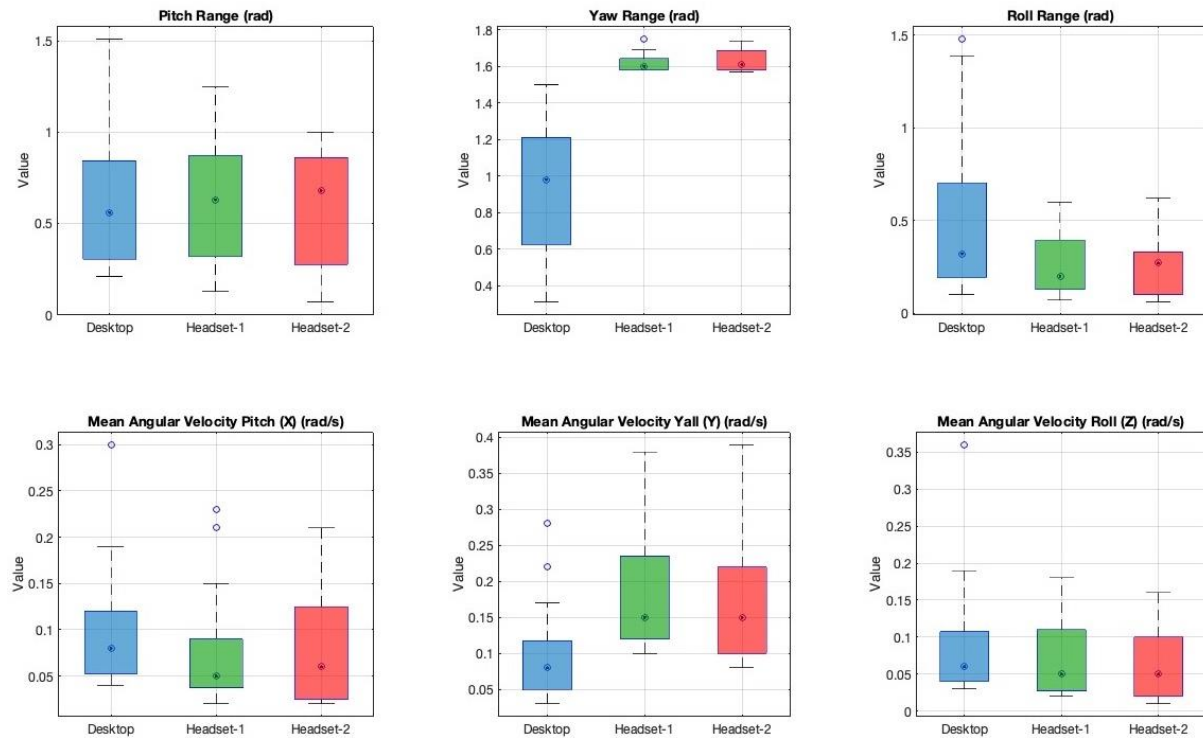 Pitch Range (rad)
Value
1.5
1
0.5
0
Desktop
Headset-1
Headset-2
Yaw Range (rad)
Value
1.8
1.6
1.4
1.2
1
0.8
0.6
0.4
Desktop
Headset-1
Headset-2
Roll Range (rad)
Value
1.5
1
0.5
0
Desktop
Headset-1
Headset-2
Mean Angular Velocity Pitch (X) (rad/s)
Value
0.3
0.25
0.2
0.15
0.1
0.05
Desktop
Headset-1
Headset-2
Mean Angular Velocity Yall (Y) (rad/s)
Value
0.4
0.35
0.3
0.25
0.2
0.15
0.1
0.05
Desktop
Headset-1
Headset-2
Mean Angular Velocity Roll (Z) (rad/s)
Value
0.35
0.3
0.25
0.2
0.15
0.1
0.05
0
Desktop
Headset-1
Headset-2